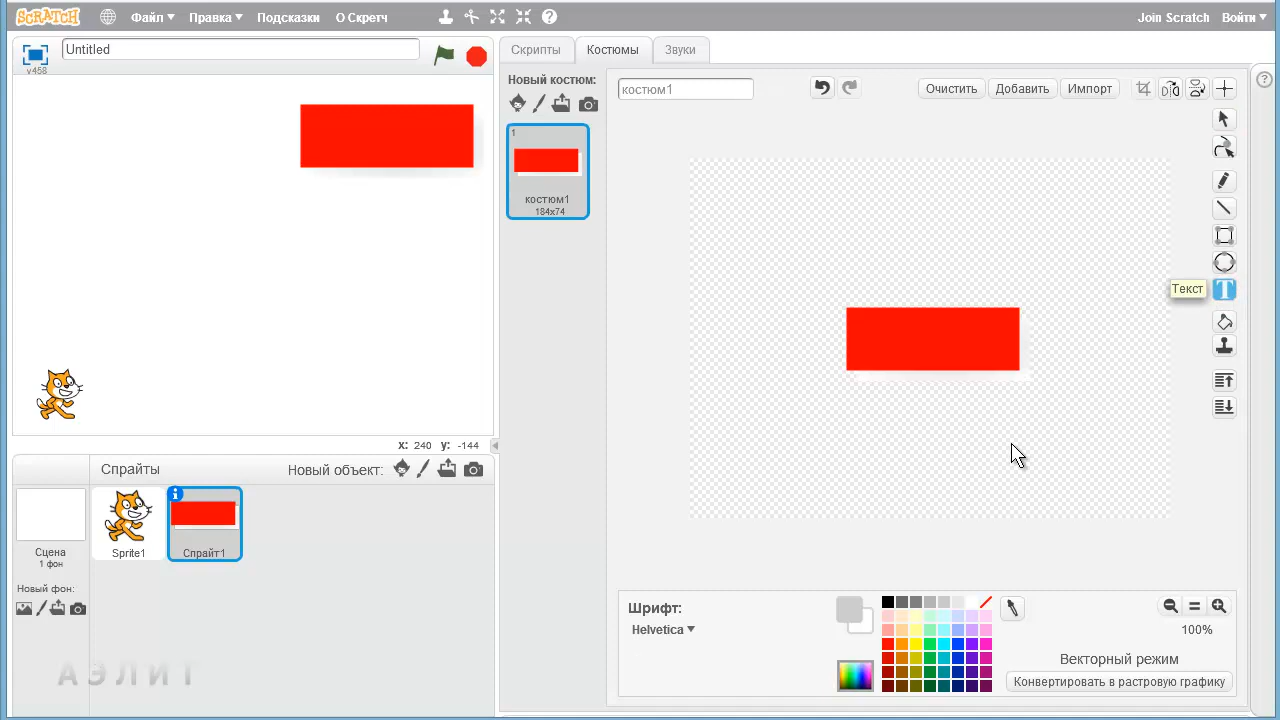 SCRATCH Файл Правка Подсказки О Скретч Join Scratch Войти
Untitled
v458
Скрипты Костюмы Звуки
Новый костюм:
костюм1
Очистить Добавить Импорт
1
костюм1
184x74
Текст
T
x: 240 y: -144
Спрайты Новый объект:
Сцена
1 фон
Sprite1
Спрайт1
Новый фон:
Шрифт:
Helvetica
100%
Векторный режим
Конвертировать в растровую графику